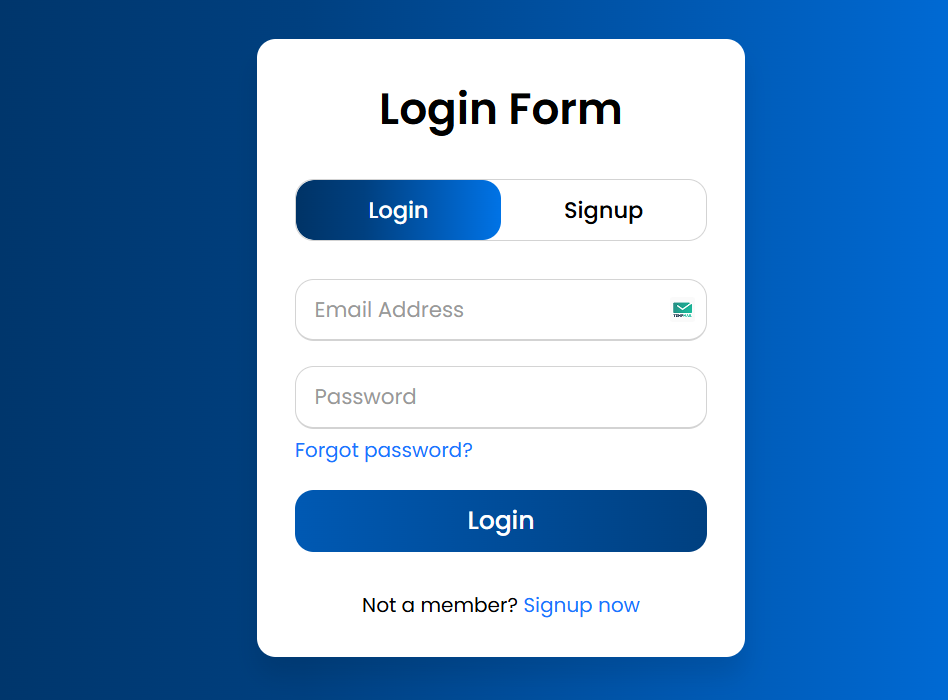 Login Form
Login Signup
Email Address
Password
Forgot password?
Login
Not a member? Signup now